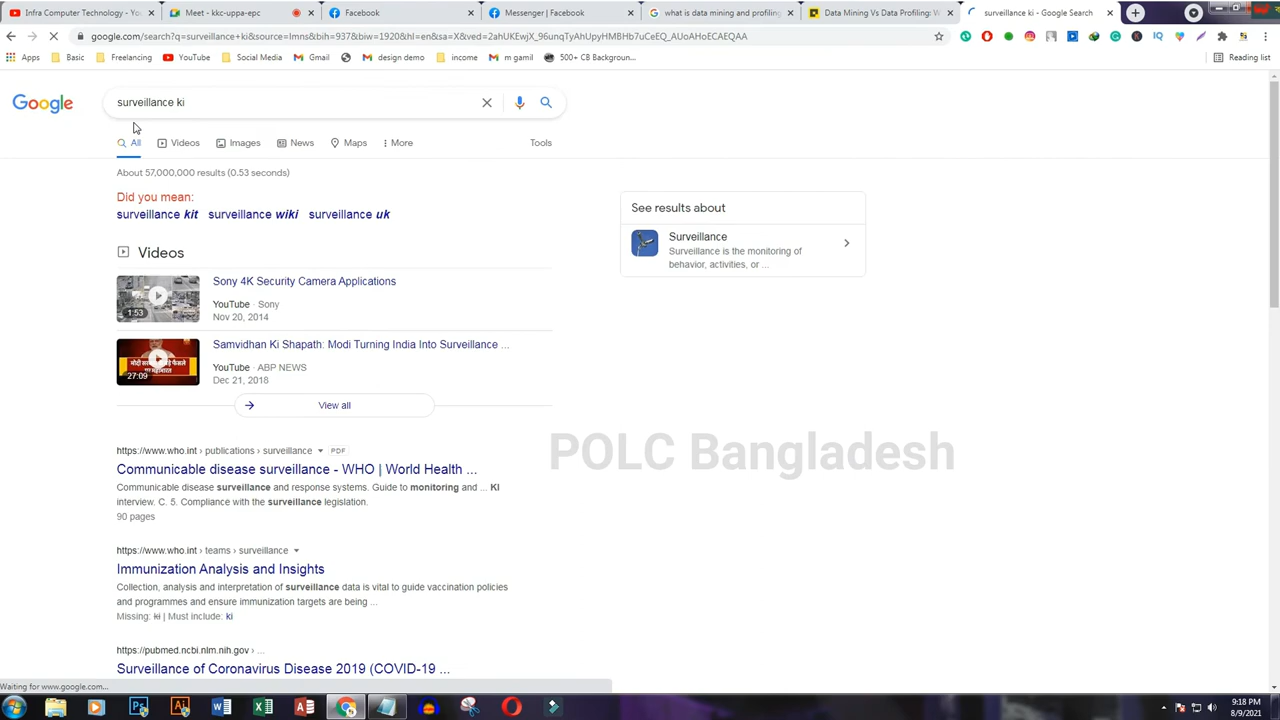 Infra Computer Technology - You
Meet - kkc-uppa-epc
Facebook
Messenger | Facebook
what is data mining and profiling
Data Mining Vs Data Profiling: W
surveillance ki - Google Search
google.com/search?q=surveillance+ki&source=lmns&bih=937&biw=1920&hl=en&sa=X&ved=2ahUKEwjX_96unqTyAhUpyHMBHb7uCeEQ_AUoAHoECAEQAA
Apps
Basic
Freelancing
YouTube
Social Media
Gmail
design demo
income
m gamil
500+ CB Backgroun...
Reading list
Google
surveillance ki
All
Videos
Images
News
Maps
More
Tools
About 57,000,000 results (0.53 seconds)
Did you mean:
surveillance kit surveillance wiki surveillance uk
See results about
Surveillance
Surveillance is the monitoring of
behavior, activities, or ...
Videos
1:53
Sony 4K Security Camera Applications
YouTube · Sony
Nov 20, 2014
27:09
Samvidhan Ki Shapath: Modi Turning India Into Surveillance ...
YouTube · ABP NEWS
Dec 21, 2018
View all
https://www.who.int › publications › surveillance PDF
Communicable disease surveillance - WHO | World Health ...
Communicable disease surveillance and response systems. Guide to monitoring and ... KI
interview. C. 5. Compliance with the surveillance legislation.
90 pages
POLC Bangladesh
https://www.who.int › teams › surveillance
Immunization Analysis and Insights
Collection, analysis and interpretation of surveillance data is vital to guide vaccination policies
and programmes and ensure immunization targets are being ...
Missing: ki | Must include: ki
https://pubmed.ncbi.nlm.nih.gov › ...
Surveillance of Coronavirus Disease 2019 (COVID-19 ...
Waiting for www.google.com...
9:18 PM
8/9/2021